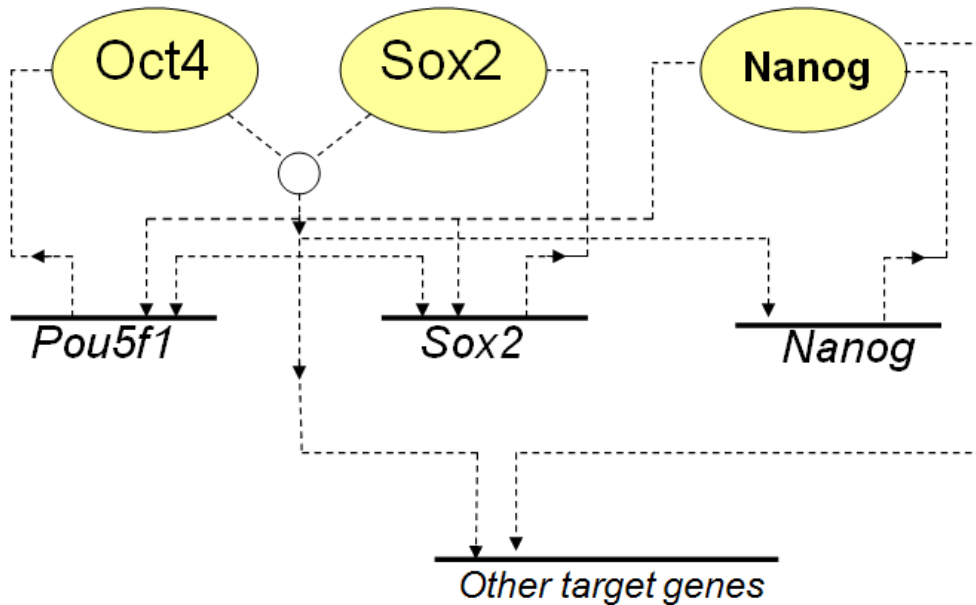 Oct4
Sox2
Nanog
Pou5f1
Sox2
Nanog
Other target genes